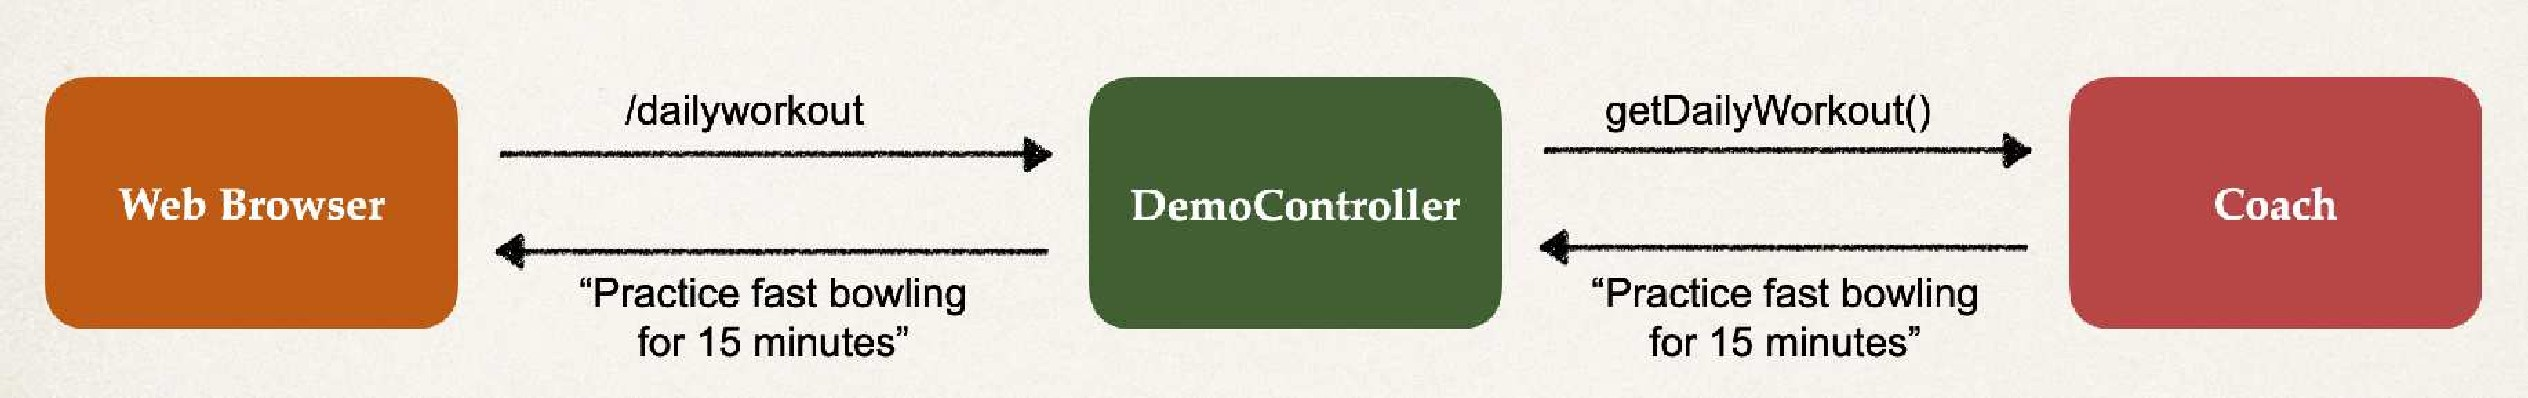 /dailyworkout
getDailyWorkout()
Web Browser
DemoController
Coach
“Practice fast bowling
for 15 minutes”
“Practice fast bowling
for 15 minutes”